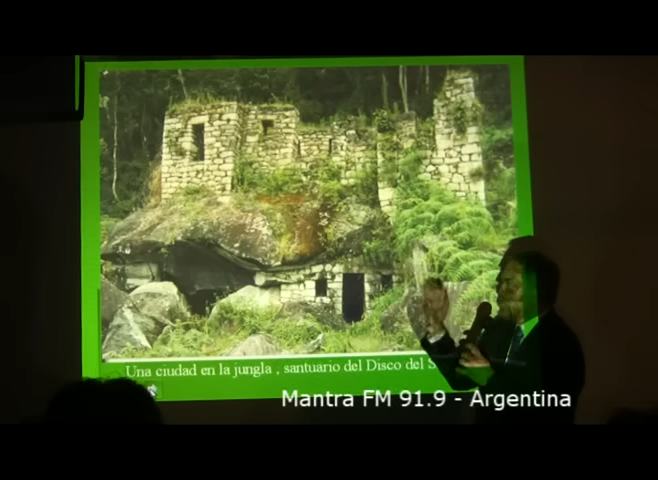 Una ciudad en la jungla , santuario del Disco del
Mantra FM 91.9 - Argentina